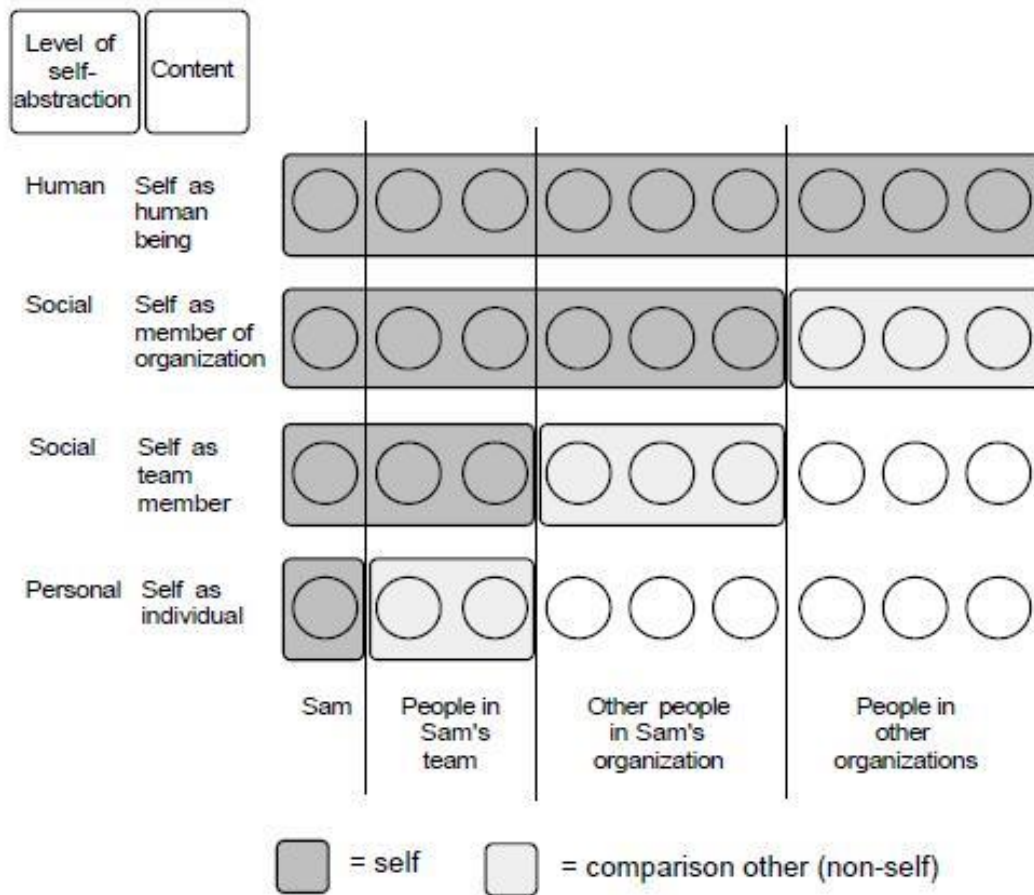 Level of
self-
abstraction
Content
Human
Self as
human
being
Social
Self as
member of
organization
Social
Self as
team
member
Personal
Self as
individual
Sam
People in
Sam's
team
Other people
in Sam's
organization
People in
other
organizations
= self
= comparison other (non-self)